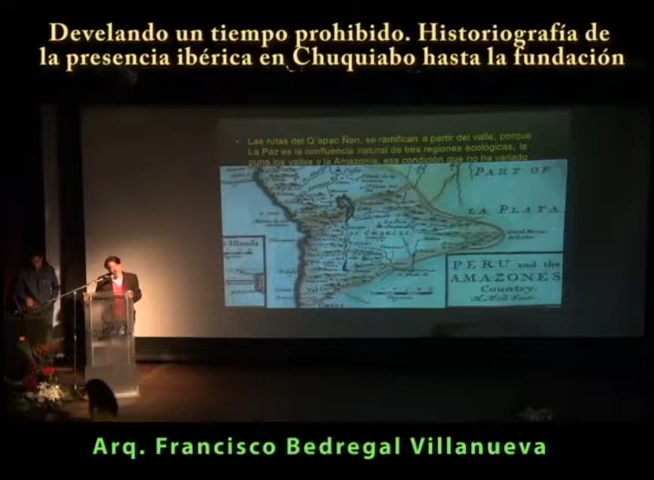 Develando un tiempo prohibido. Historiografía de
la presencia ibérica en Chuquiabo hasta la fundación
Las rutas del Q apac Ñan, se ramifican a partir del valle, porque
La Paz es la confluencia natural de tres regiones ecológicas, la
puna los valles y la Amazonia, esa condición que no ha variado
PART OF
LA PLATA
PERU and the
AMAZONES
Country.
Arq. Francisco Bedregal Villanueva